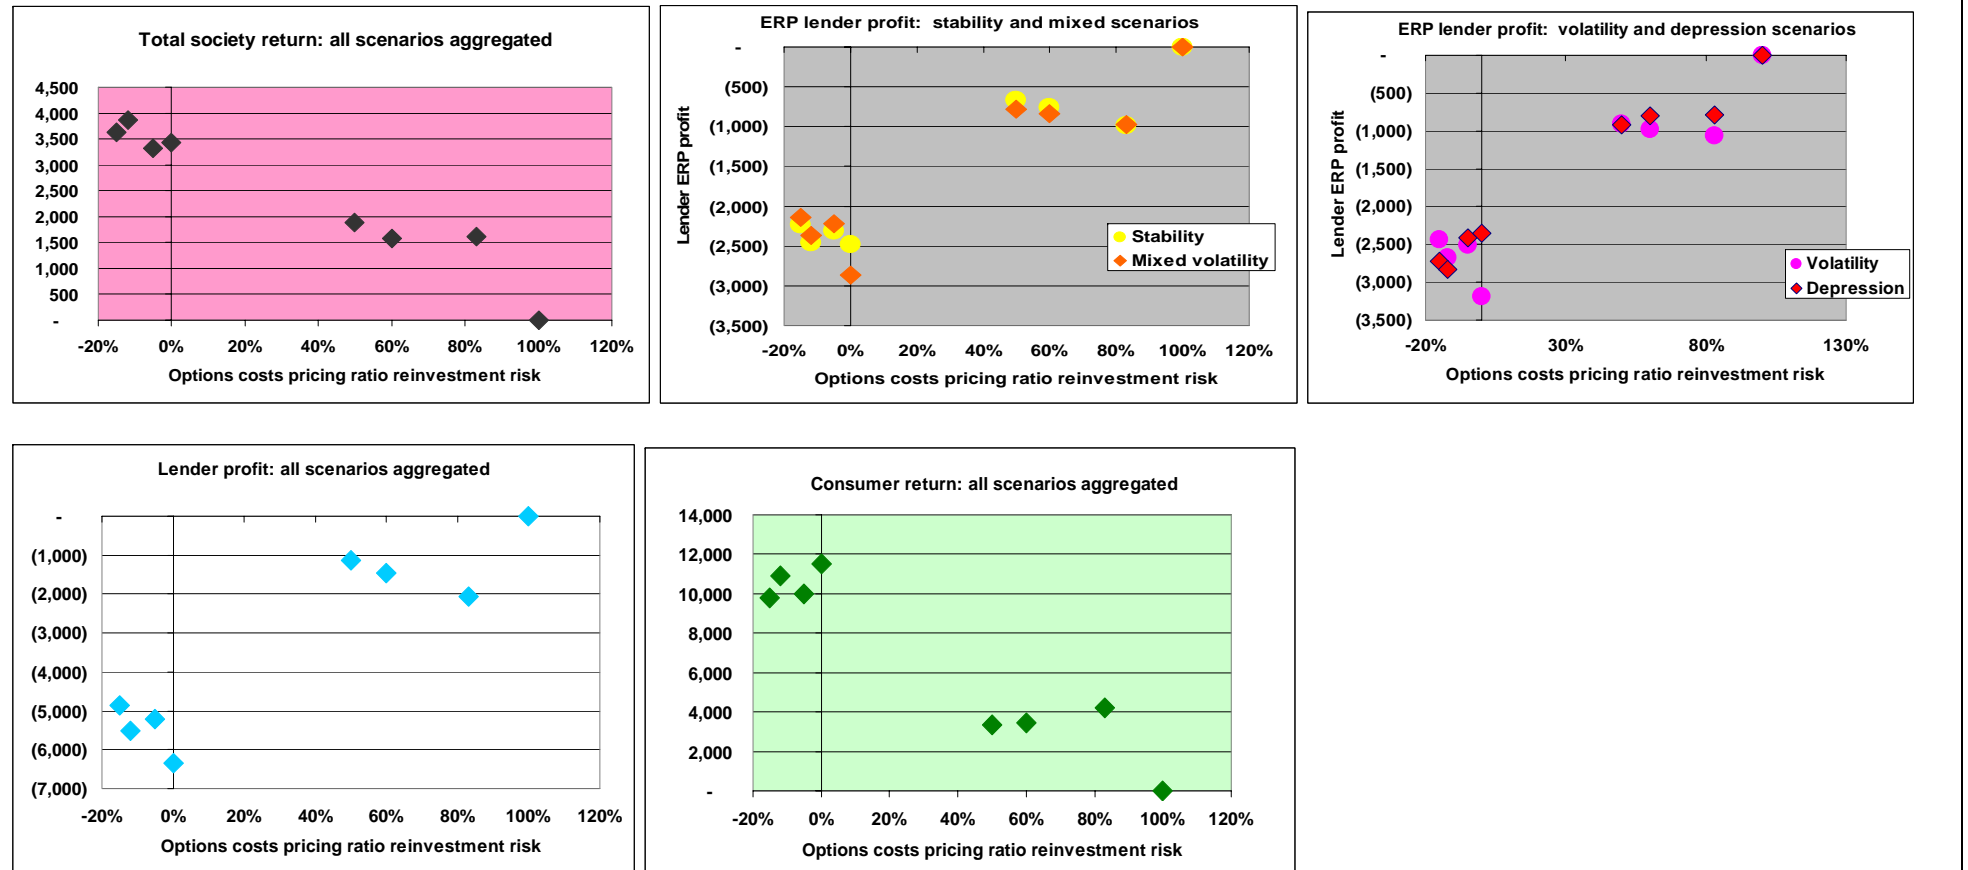 Total society return: all scenarios aggregated
4,500
4,000
3,500
3,000
2,500
2,000
1,500
1,000
500
-
-20% 0% 20% 40% 60% 80% 100% 120%
Options costs pricing ratio reinvestment risk
ERP lender profit: stability and mixed scenarios
Lender ERP profit
-
(500)
(1,000)
(1,500)
(2,000)
(2,500)
(3,000)
(3,500)
Stability
Mixed volatility
-20% 0% 20% 40% 60% 80% 100% 120%
Options costs pricing ratio reinvestment risk
ERP lender profit: volatility and depression scenarios
Lender ERP profit
-
(500)
(1,000)
(1,500)
(2,000)
(2,500)
(3,000)
(3,500)
Volatility
Depression
-20% 30% 80% 130%
Options costs pricing ratio reinvestment risk
Lender profit: all scenarios aggregated
-
(1,000)
(2,000)
(3,000)
(4,000)
(5,000)
(6,000)
(7,000)
-20% 0% 20% 40% 60% 80% 100% 120%
Options costs pricing ratio reinvestment risk
Consumer return: all scenarios aggregated
14,000
12,000
10,000
8,000
6,000
4,000
2,000
-
-20% 0% 20% 40% 60% 80% 100% 120%
Options costs pricing ratio reinvestment risk